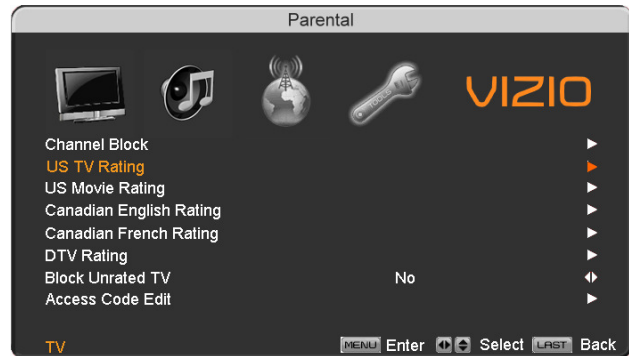 Parental
TOOLS
VIZIO
Channel Block
US TV Rating
US Movie Rating
Canadian English Rating
Canadian French Rating
DTV Rating
Block Unrated TV No
Access Code Edit
TV MENU Enter Select LAST Back